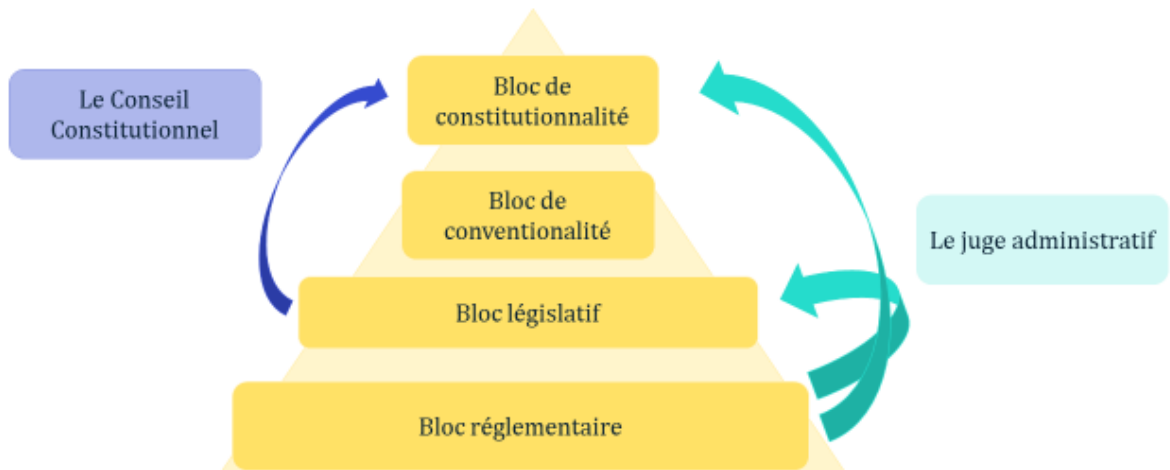 Le Conseil
Constitutionnel
Bloc de
constitutionnalité
Bloc de
conventionalité
Le juge administratif
Bloc législatif
Bloc réglementaire